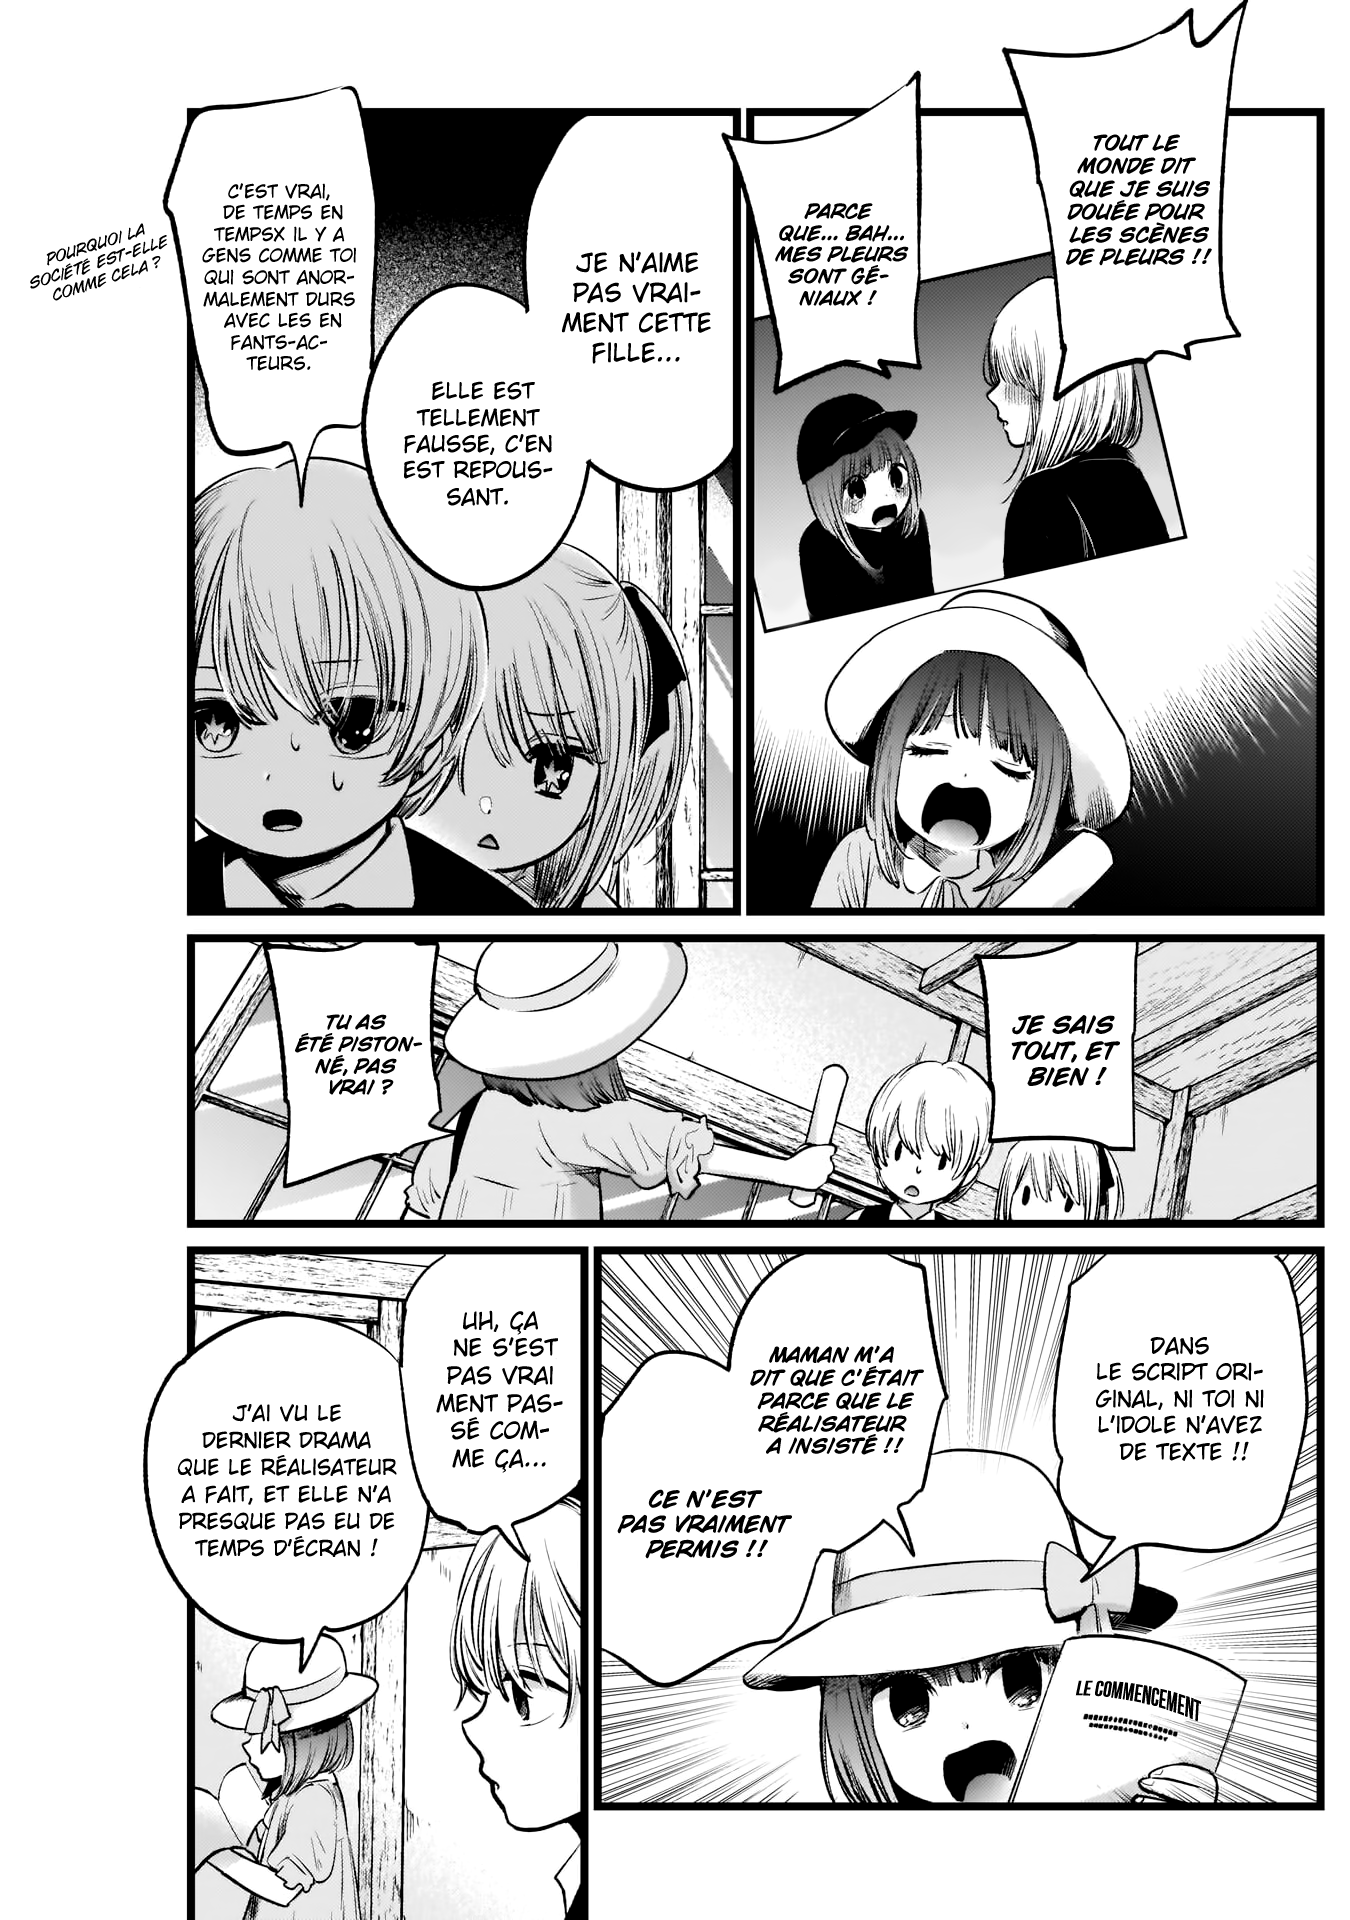 TOUT LE
MONDE DIT
QUE JE SUIS
DOUÉE POUR
LES SCÈNES
DE PLEURS !!
PARCE
QUE... BAH...
MES PLEURS
SONT GÉ-
NIAUX !
JE N'AIME
PAS VRAI-
MENT CETTE
FILLE...
ELLE EST
TELLEMENT
FAUSSE, C'EN
EST REPOUS-
SANT.
C'EST VRAI,
DE TEMPS EN
TEMPSX IL Y A
GENS COMME TOI
QUI SONT ANOR-
MALEMENT DURS
AVEC LES EN
FANTS-AC-
TEURS.
POURQUOI LA
SOCIÉTÉ EST-ELLE
COMME CELA ?
JE SAIS
TOUT, ET
BIEN !
TU AS
ÉTÉ PISTON-
NÉ, PAS
VRAI ?
DANS
LE SCRIPT ORI-
GINAL, NI TOI NI
L'IDOLE N'AVEZ
DE TEXTE !!
MAMAN M'A
DIT QUE C'ÉTAIT
PARCE QUE LE
RÉALISATEUR
A INSISTÉ !!
CE N'EST
PAS VRAIMENT
PERMIS !!
LE COMMENCEMENT
UH, ÇA
NE S'EST
PAS VRAI
MENT PAS-
SÉ COM-
ME ÇA...
J'AI VU LE
DERNIER DRAMA
QUE LE RÉALISATEUR
A FAIT, ET ELLE N'A
PRESQUE PAS EU DE
TEMPS D'ÉCRAN !